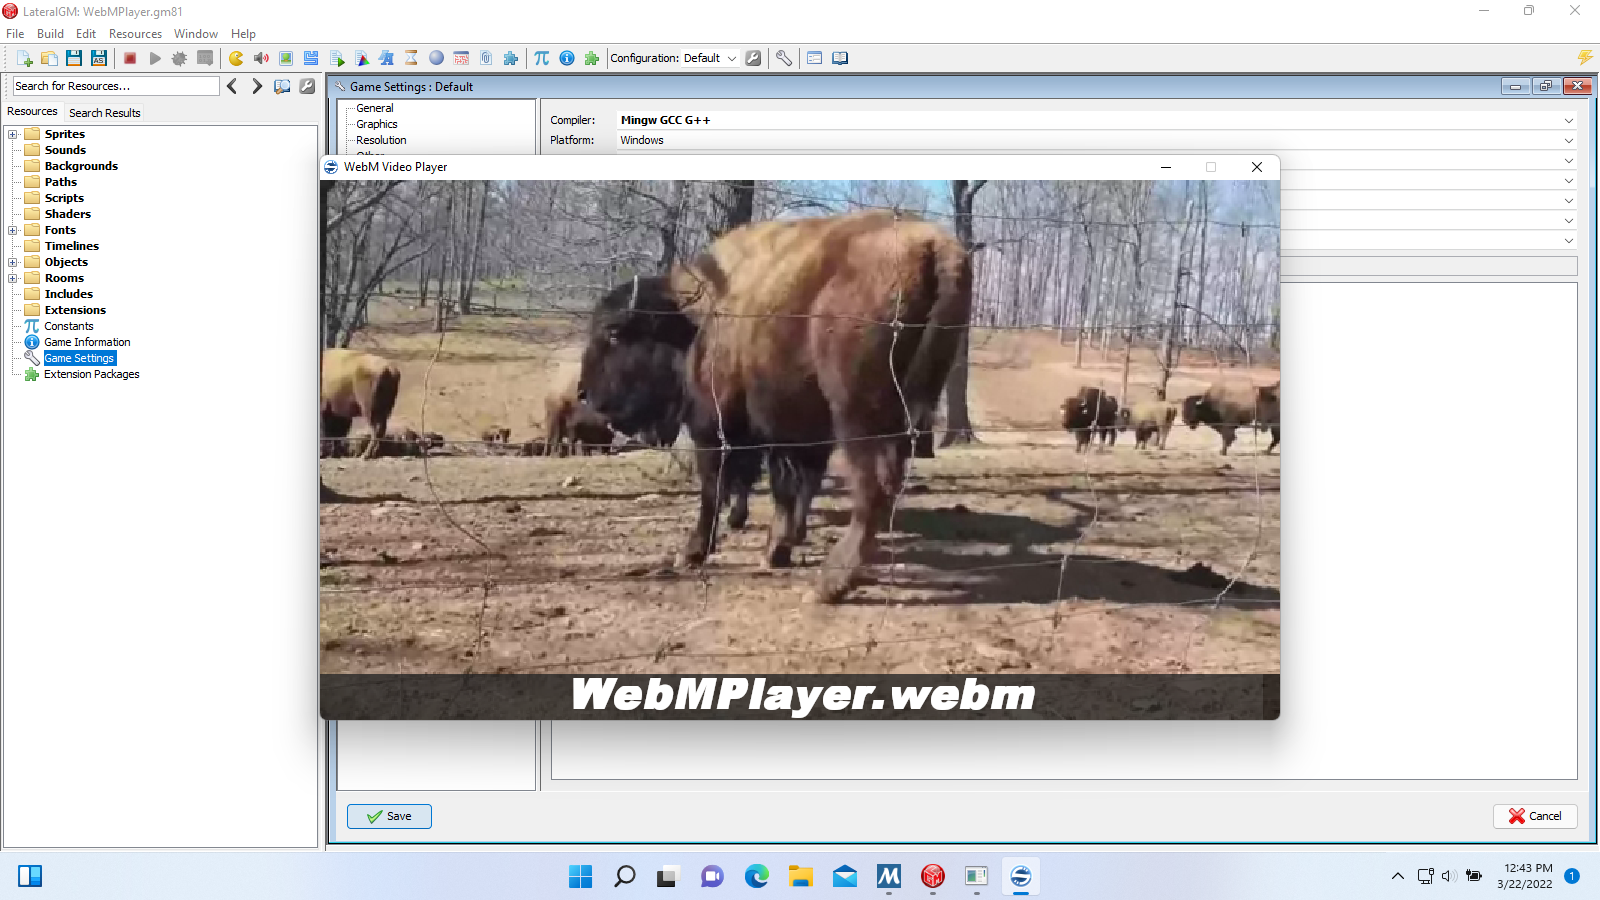 LateralGM: WebMPlayer.gm81
File Build Edit Resources Window Help
AS
Configuration: Default
Search for Resources...
Game Settings : Default
Resources Search Results
General
Graphics
Resolution
Compiler: Mingw GCC G++
Platform: Windows
Sprites
Sounds
Backgrounds
Paths
Scripts
Shaders
Fonts
Timelines
Objects
Rooms
Includes
Extensions
Constants
Game Information
Game Settings
Extension Packages
WebM Video Player
WebMPlayer.webm
Save
Cancel
12:43 PM
3/22/2022
1